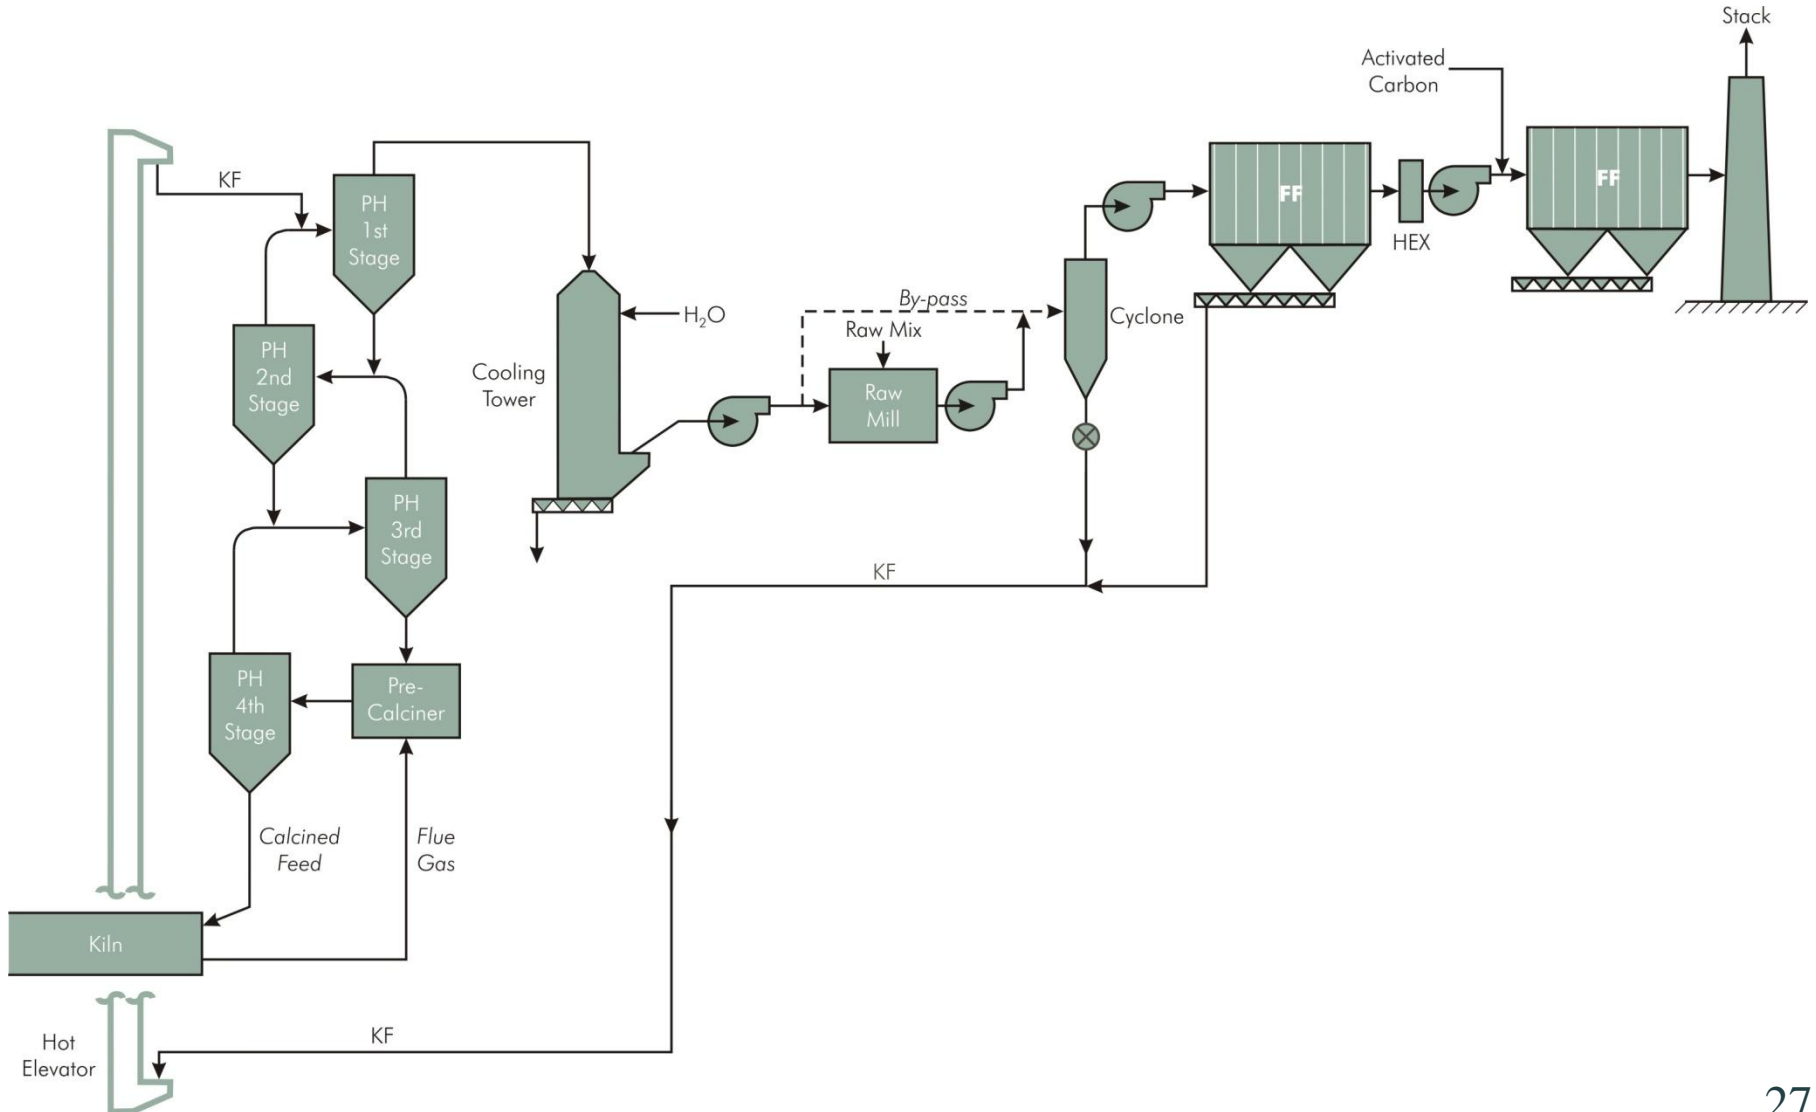 Stack
Activated
Carbon
KF
PH
1st
Stage
FF
FF
HEX
By-pass
H₂O
Raw Mix
Cyclone
PH
2nd
Stage
Cooling
Tower
Raw
Mill
PH
3rd
Stage
KF
PH
4th
Stage
Pre-
Calciner
Calcined
Feed
Flue
Gas
Kiln
Hot
Elevator
KF
27